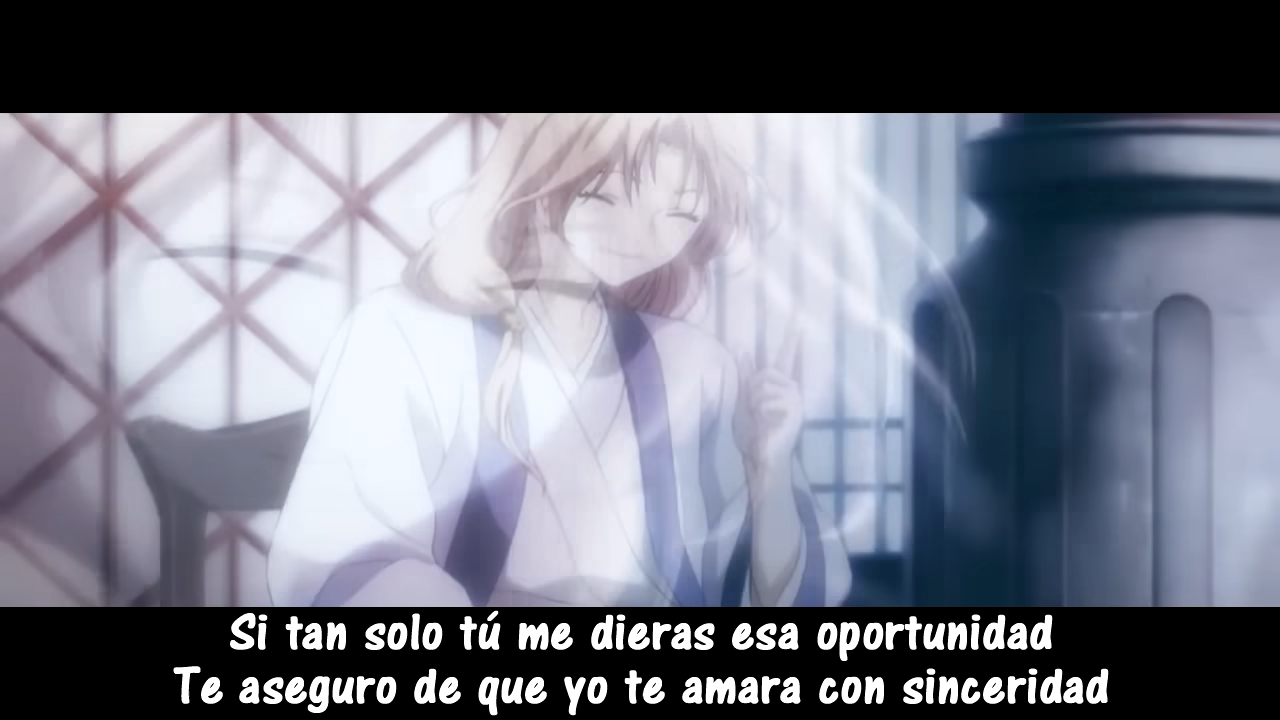 Si tan solo tú me dieras esa oportunidad
Te aseguro de que yo te amara con sinceridad